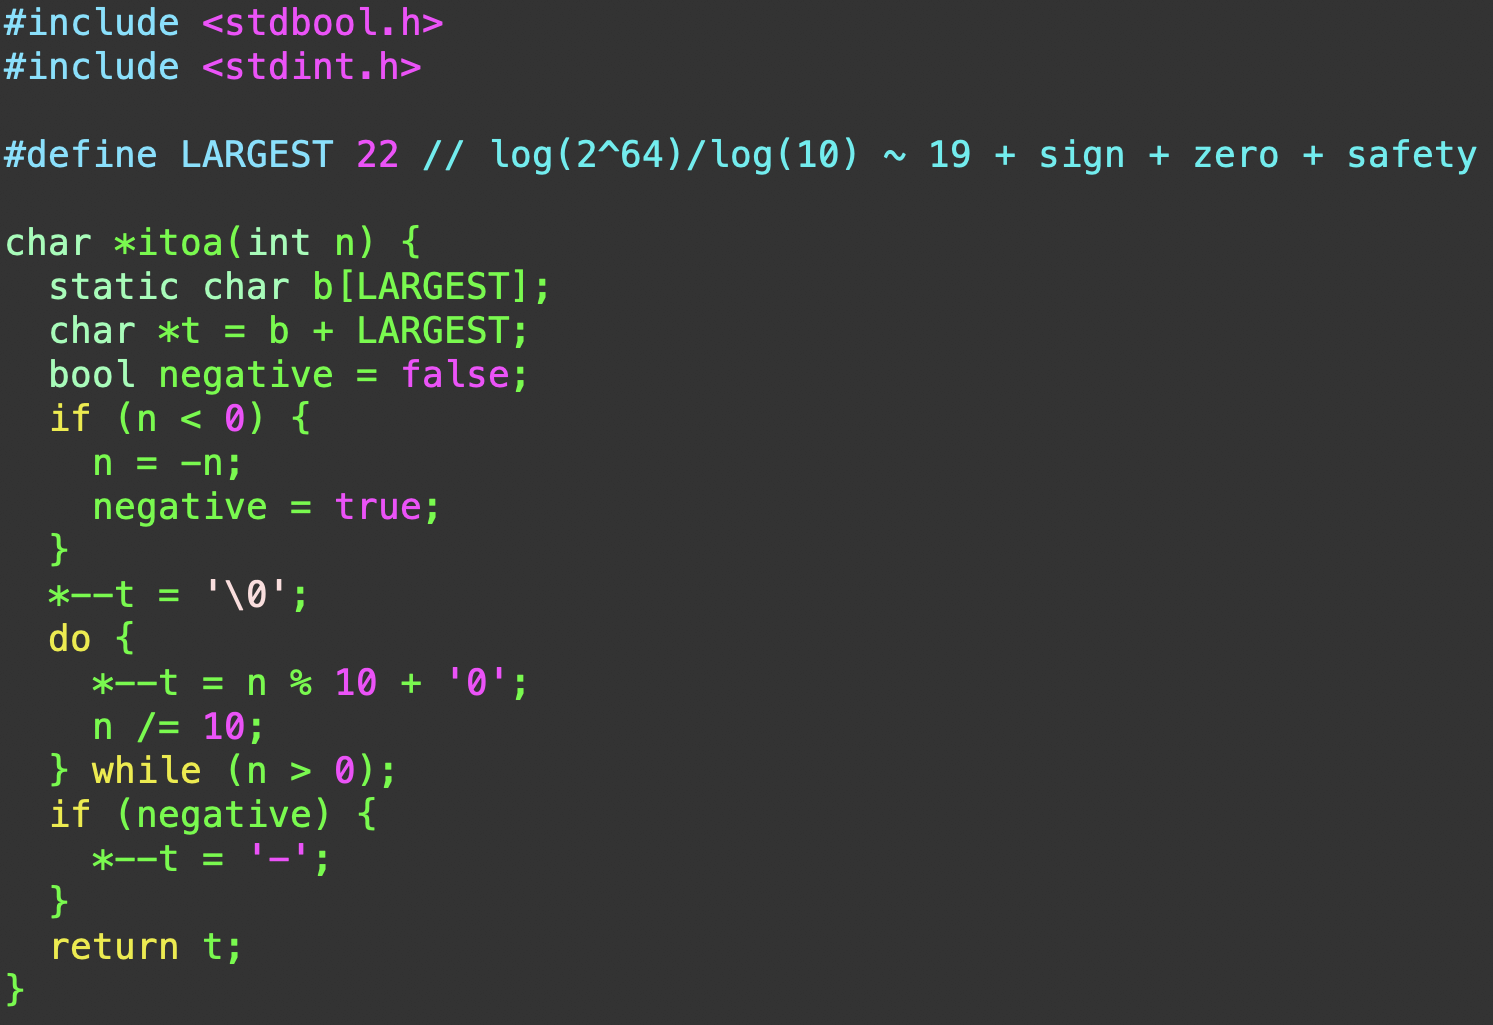 #include <stdbool.h>
#include <stdint.h>

#define LARGEST 22 // log(2^64)/log(10) ~ 19 + sign + zero + safety

char *itoa(int n) {
  static char b[LARGEST];
  char *t = b + LARGEST;
  bool negative = false;
  if (n < 0) {
    n = -n;
    negative = true;
  }
  *--t = '\0';
  do {
    *--t = n % 10 + '0';
    n /= 10;
  } while (n > 0);
  if (negative) {
    *--t = '-';
  }
  return t;
}